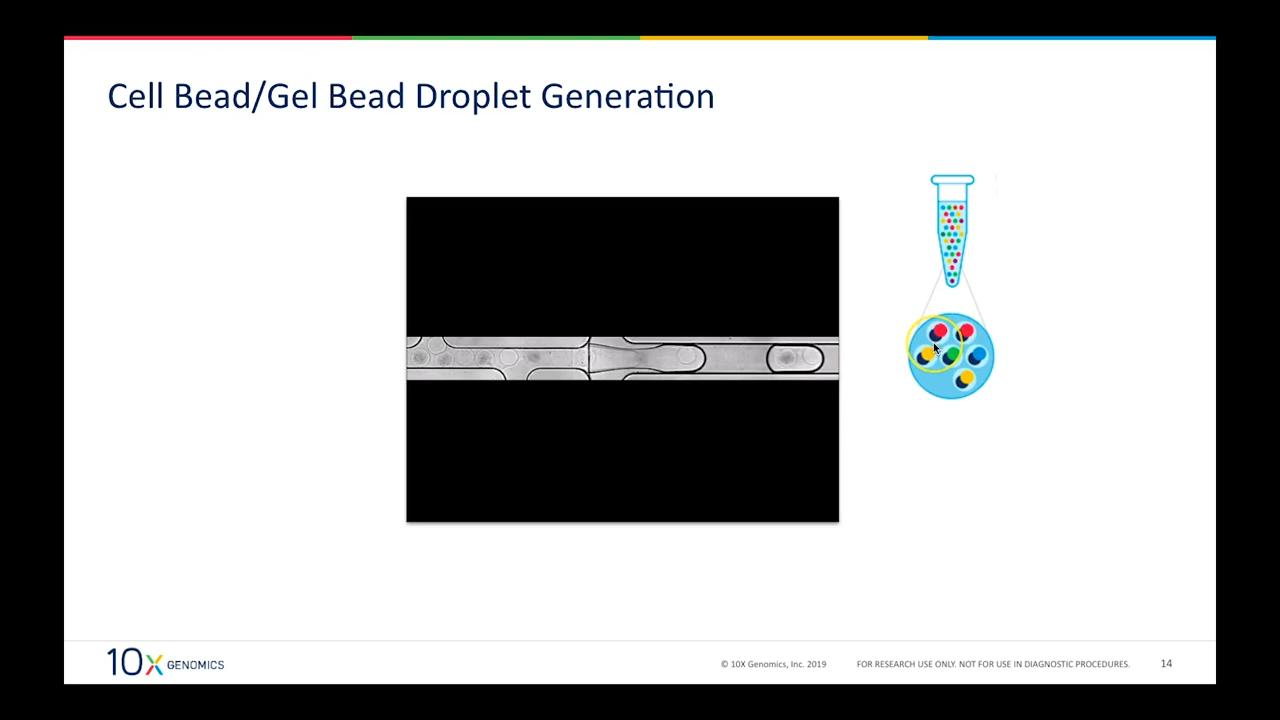 Cell Bead/Gel Bead Droplet Generation
10x GENOMICS
© 10X Genomics, Inc. 2019
FOR RESEARCH USE ONLY. NOT FOR USE IN DIAGNOSTIC PROCEDURES.
14